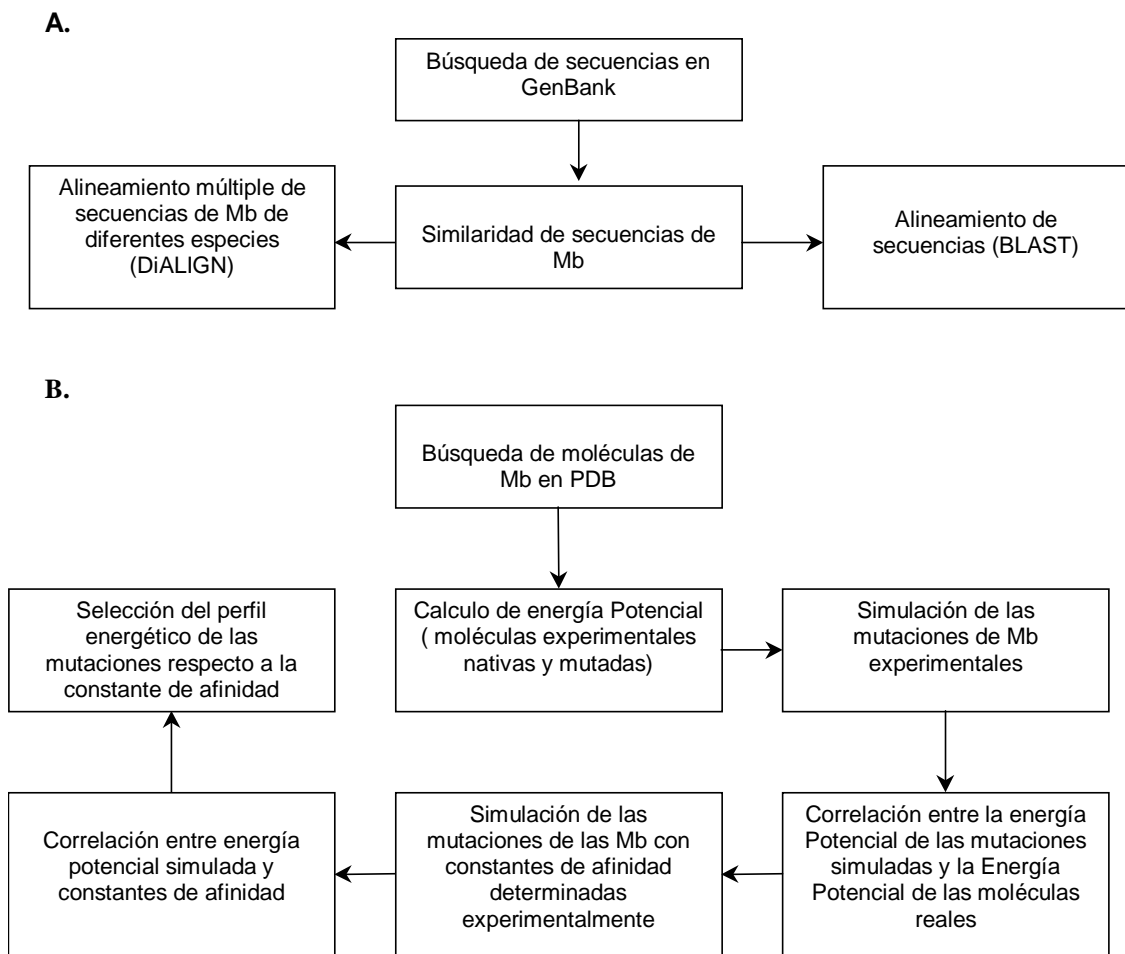 A.
Búsqueda de secuencias en
GenBank
Alineamiento múltiple de
secuencias de Mb de
diferentes especies
(DiALIGN)
Similaridad de secuencias de
Mb
Alineamiento de
secuencias (BLAST)
B.
Búsqueda de moléculas de
Mb en PDB
Selección del perfil
energético de las
mutaciones respecto a la
constante de afinidad
Calculo de energía Potencial
( moléculas experimentales
nativas y mutadas)
Simulación de las
mutaciones de Mb
experimentales
Correlación entre energía
potencial simulada y
constantes de afinidad
Simulación de las
mutaciones de las Mb con
constantes de afinidad
determinadas
experimentalmente
Correlación entre la energía
Potencial de las mutaciones
simuladas y la Energía
Potencial de las moléculas
reales